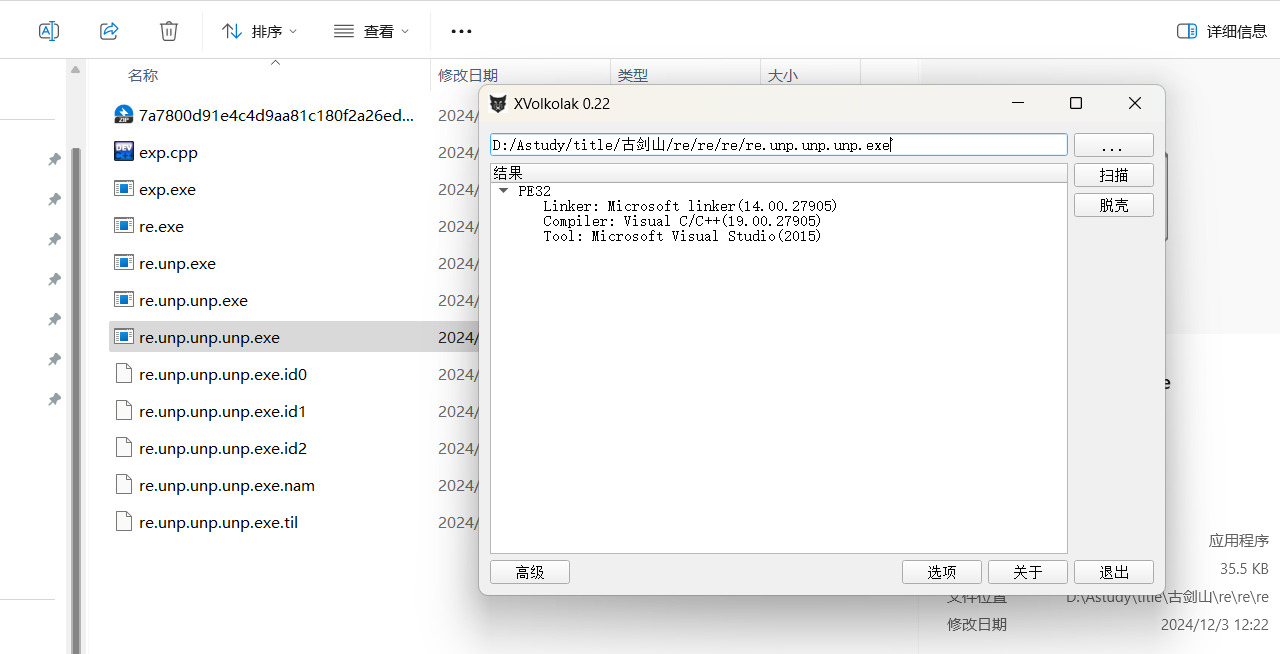 排序
查看
详细信息
名称
修改日期
类型
大小
7a7800d91e4c4d9aa81c180f2a26ed...
2024/
exp.cpp
2024/
exp.exe
2024/
re.exe
2024/
re.unp.exe
2024/
re.unp.unp.exe
2024/
re.unp.unp.unp.exe
2024/
re.unp.unp.unp.exe.id0
2024/
re.unp.unp.unp.exe.id1
2024/
re.unp.unp.unp.exe.id2
2024/
re.unp.unp.unp.exe.nam
2024/
re.unp.unp.unp.exe.til
2024/
XVolkolak 0.22
D:/Astudy/title/古剑山/re/re/re/re.unp.unp.unp.exe
...
结果
扫描
脱壳
PE32
Linker: Microsoft linker(14.00.27905)
Compiler: Visual C/C++(19.00.27905)
Tool: Microsoft Visual Studio(2015)
高级
选项
关于
退出
e
应用程序
35.5 KB
文件位置
D:\Astudy\title\古剑山\re\re\re
修改日期
2024/12/3 12:22